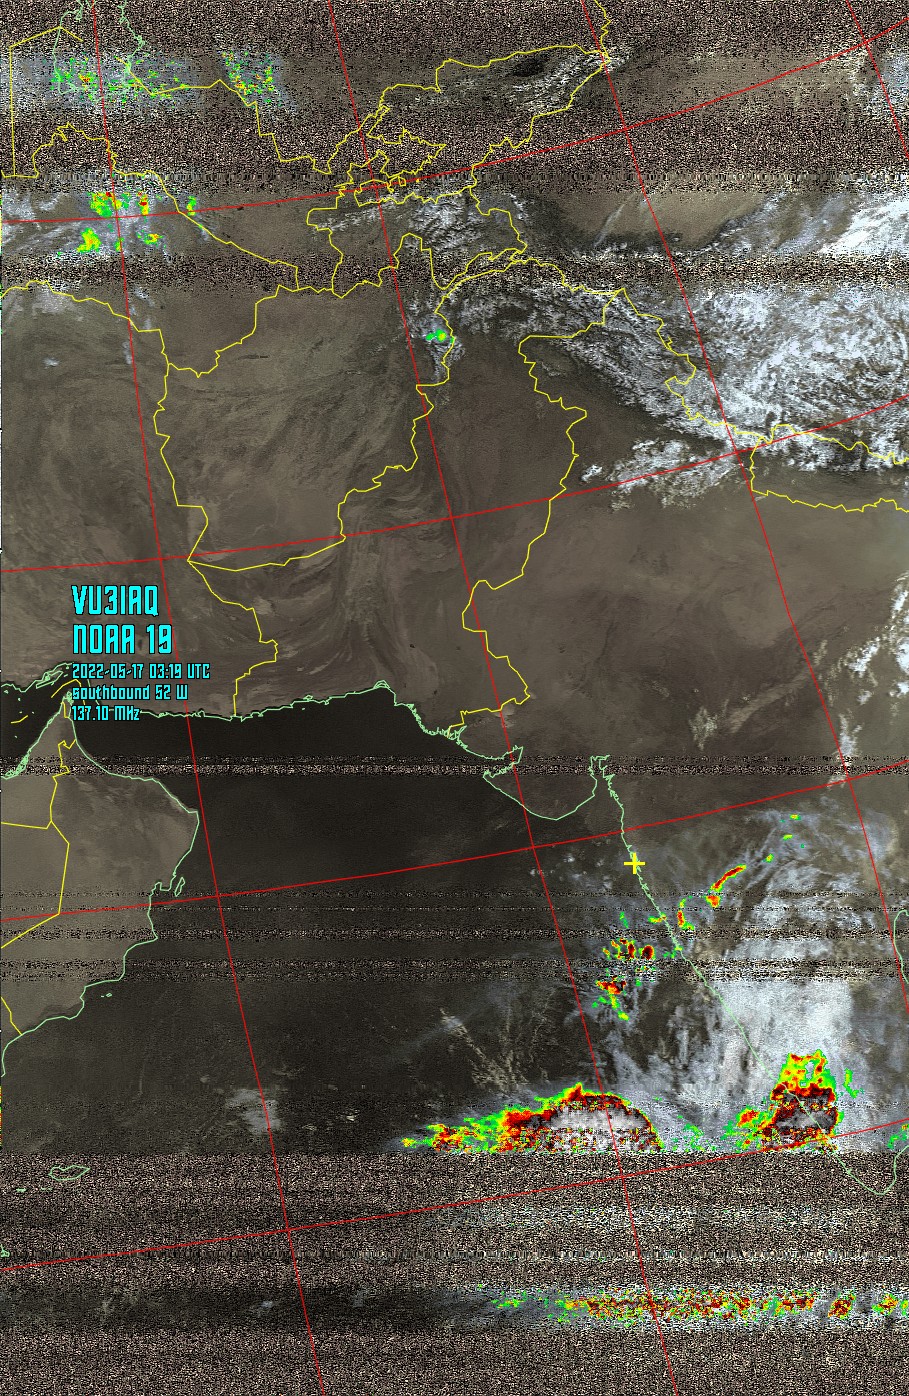 VU3IAQ
NOAA 19
2022-05-17 03:19 UTC
southbound 52 W
137.10 MHz